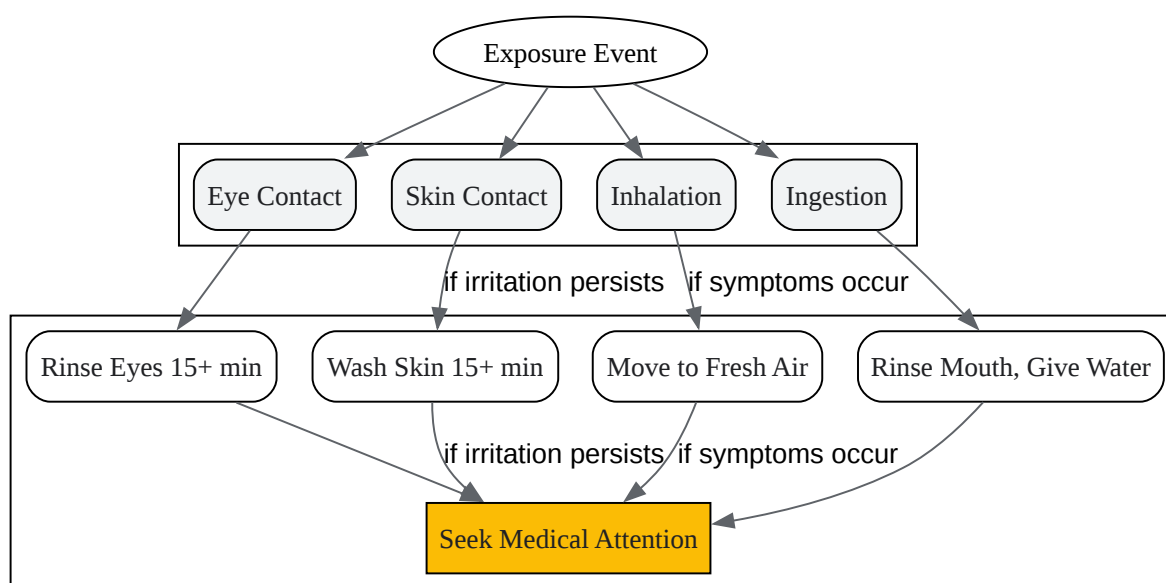 Exposure Event
Eye Contact
Skin Contact
Inhalation
Ingestion
if irritation persists
if symptoms occur
Rinse Eyes 15+ min
Wash Skin 15+ min
Move to Fresh Air
Rinse Mouth, Give Water
if irritation persists
if symptoms occur
Seek Medical Attention